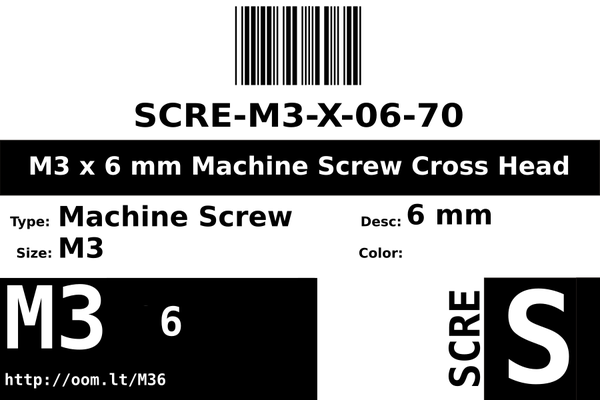 SCRE-M3-X-06-70
M3 x 6 mm Machine Screw Cross Head
Type: Machine Screw
Desc: 6 mm
Size: M3
Color:
M3 6
http://oom.lt/M36
SCRE
S